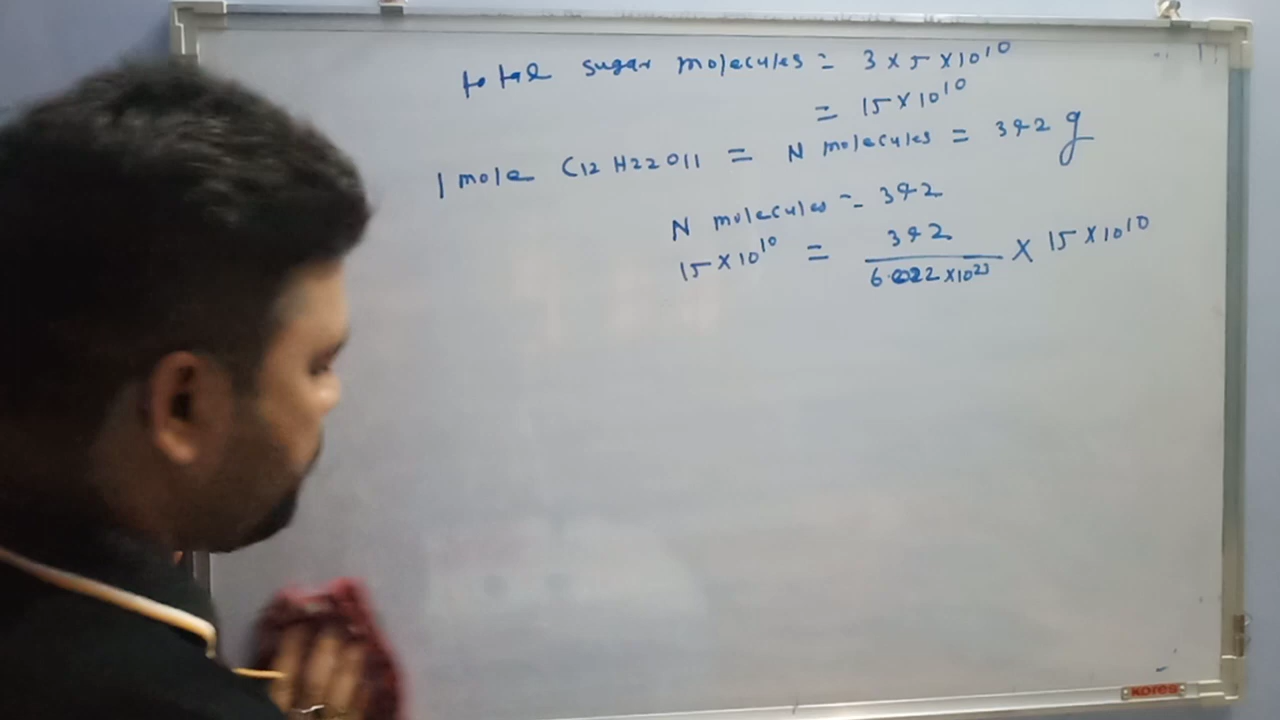 total sugar molecules = 3 × 5 × 10^10
= 15 × 10^10
1 mole C12 H22 O11 = N molecules = 342 g
N molecules = 342
15 × 10^10 = 342 / 6.022 × 10^23 × 15 × 10^10
KORES